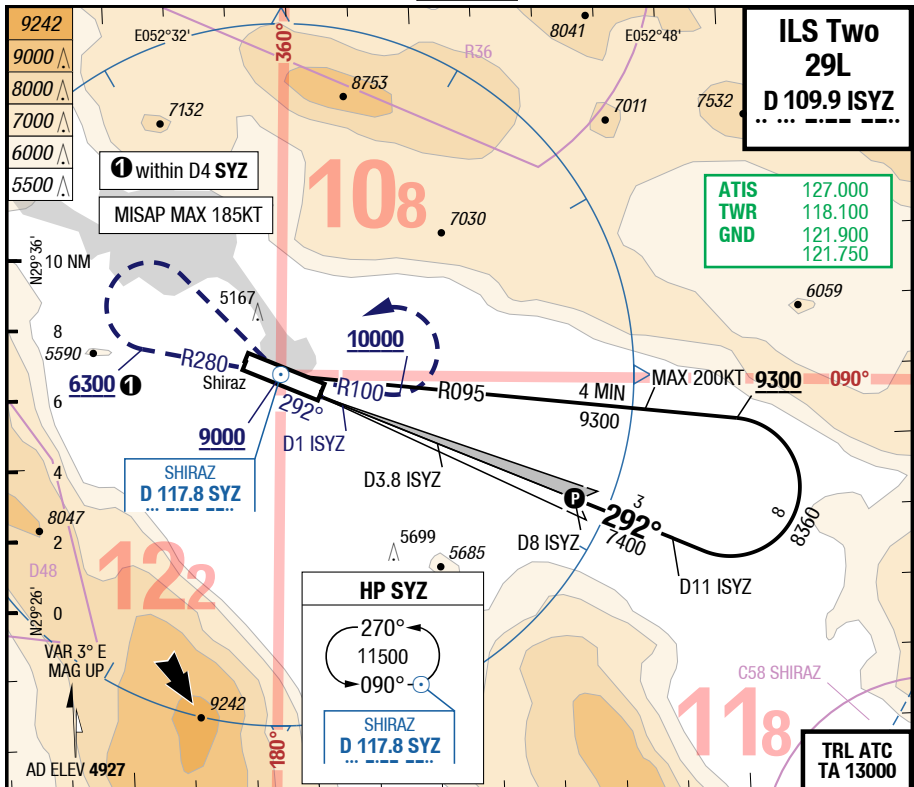 9242
9000
8000
7000
6000
5500
E052°32'
360°
8041
E052°48'
R36
8753
7132
7011
7532
ILS Two
29L
D 109.9 ISYZ
1 within D4 SYZ
MISAP MAX 185KT
108
7030
ATIS 127.000
TWR 118.100
GND 121.900
121.750
N29°36'
10 NM
8
6
4
2
0
N29°26'
5167
6059
5590
6300 1
R280
Shiraz
10000
R100
R095
4 MIN
9300
MAX 200KT
9300
090°
292°
9000
D1 ISYZ
SHIRAZ
D 117.8 SYZ
D3.8 ISYZ
P
D8 ISYZ
3
292°
7400
8
8360
D11 ISYZ
8047
D48
122
5699
5685
HP SYZ
270°
11500
090°
SHIRAZ
D 117.8 SYZ
VAR 3° E
MAG UP
9242
180°
C58 SHIRAZ
118
AD ELEV 4927
TRL ATC
TA 13000